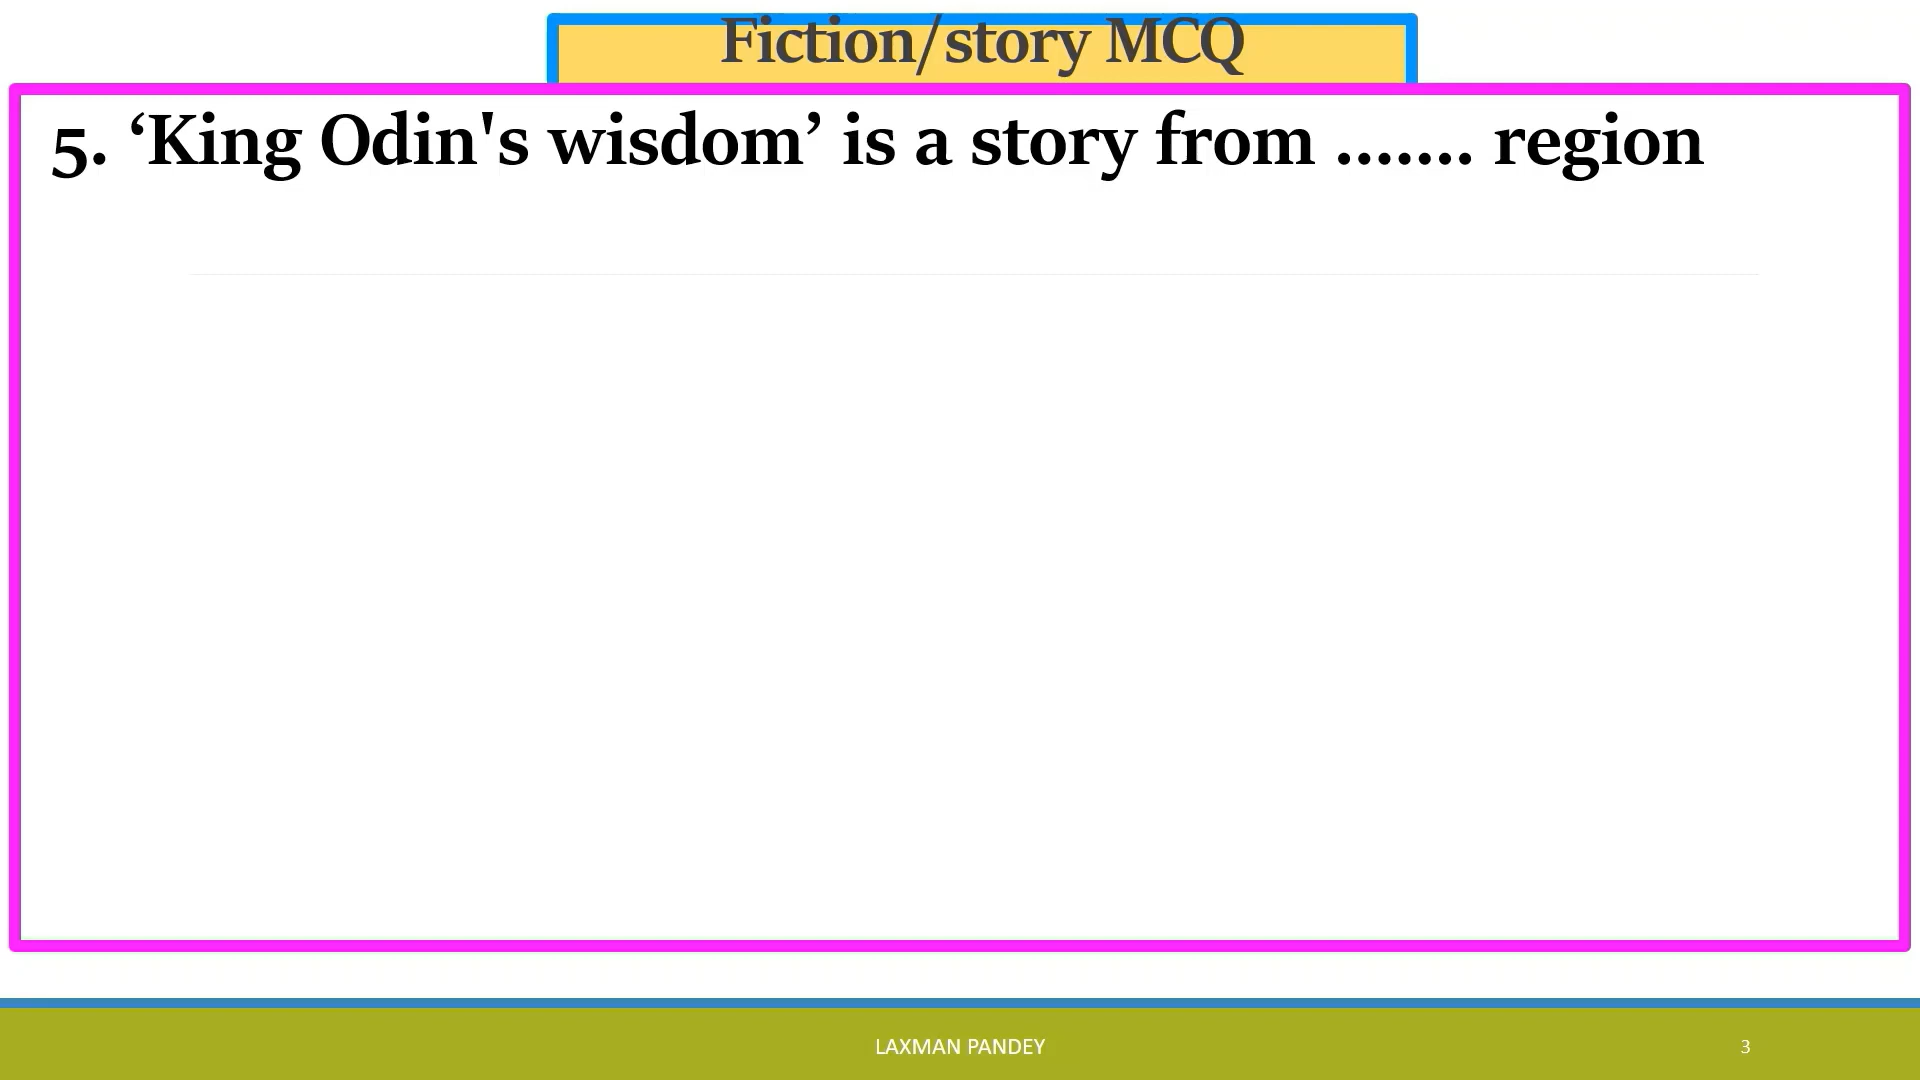 Fiction/story MCQ
5. ‘King Odin's wisdom’ is a story from ....... region
LAXMAN PANDEY
3